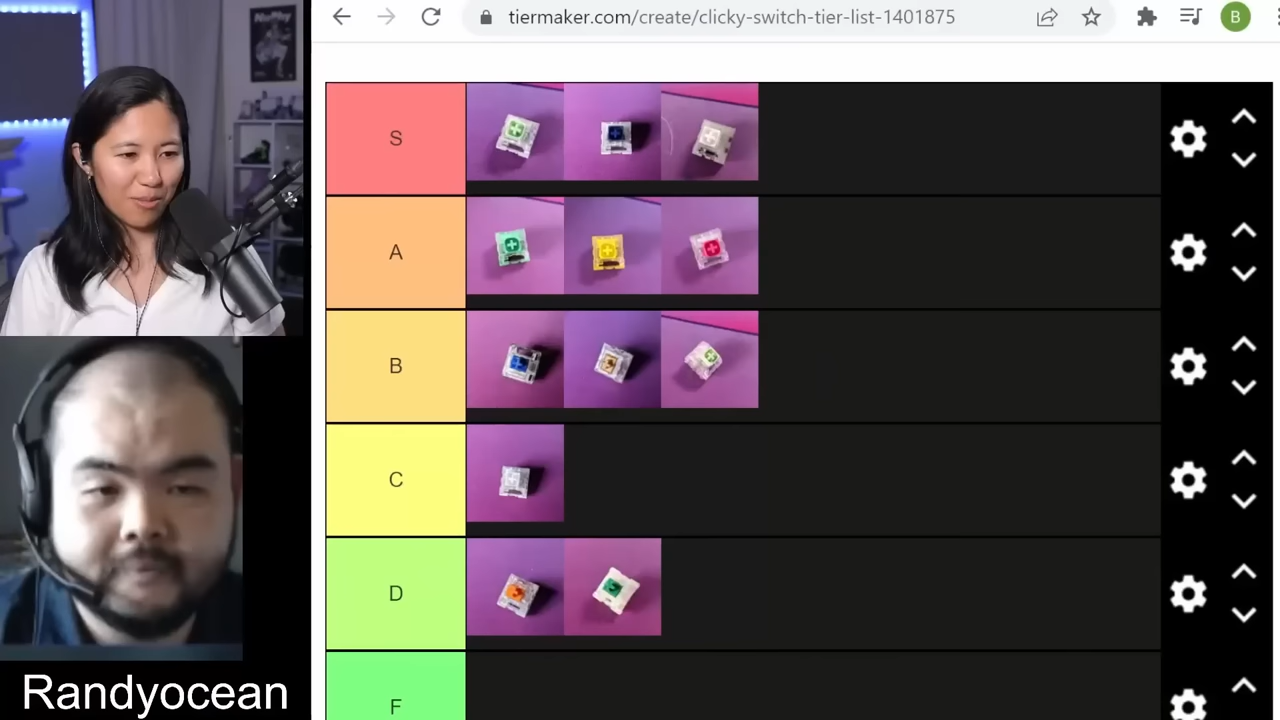 tiermaker.com/create/clicky-switch-tier-list-1401875
B
S
A
B
C
D
F
Randyocean